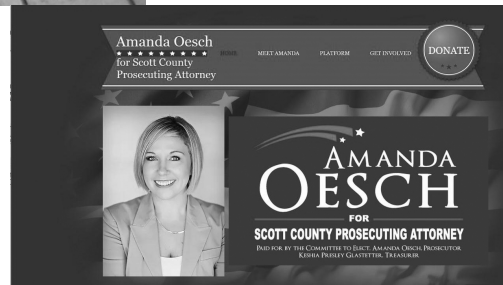 Amanda Oesch
for Scott County
Prosecuting Attorney
HOME
MEET AMANDA
PLATFORM
GET INVOLVED
DONATE
AMANDA
OESCH
FOR
SCOTT COUNTY PROSECUTING ATTORNEY
PAID FOR BY THE COMMITTEE TO ELECT AMANDA OESCH, PROSECUTOR
KESHIA PRESLEY GLASTETTER, TREASURER